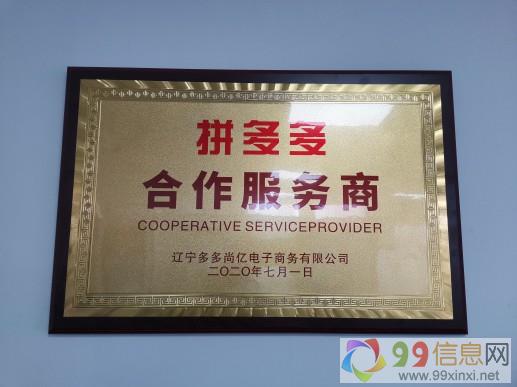 拼多多
合作服务商
COOPERATIVE SERVICEPROVIDER
辽宁多多尚亿电子商务有限公司
二〇二〇年七月一日
99信息网
www.99xinxi.net